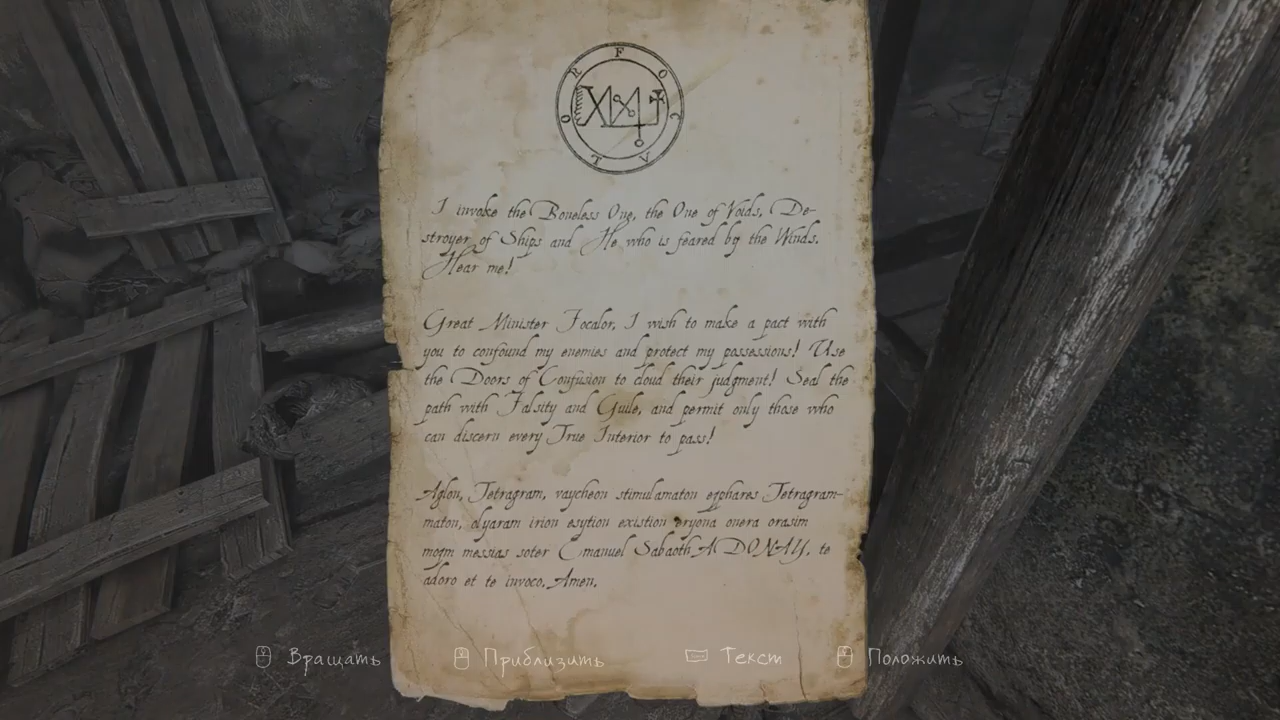 F O C V T O R
I invoke the Boneless One, the One of Voids, De-
stroyer of Ships and He who is feared by the Winds.
Hear me!
Great Minister Focalor, I wish to make a pact with
you to confound my enemies and protect my possessions! Use
the Doors of Confusion to cloud their judgment! Seal the
path with Falsity and Guile, and permit only those who
can discern every True Interior to pass!
Aglon, Tetragram, vaycheon stimulamaton ezphares Tetragram-
maton, olyaram irion esytion existion eryona onera orasim
mozm messias soter Emanuel Sabaoth ADONAY, te
adoro et te invoco. Amen.
Вращать Приблизить Текст Положить